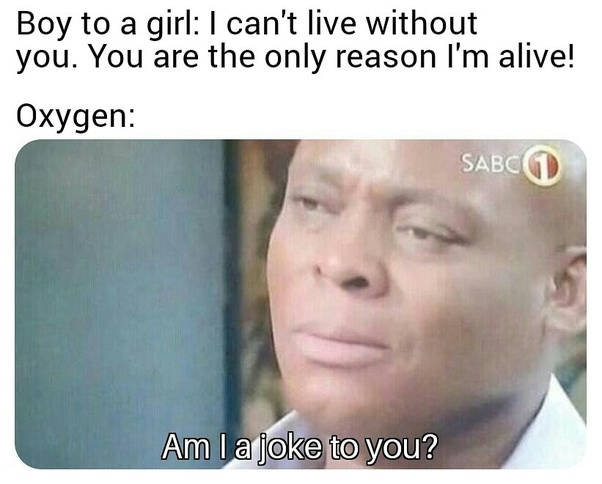 Boy to a girl: I can't live without
you. You are the only reason I'm alive!
Oxygen:
SABC 1
Am I a joke to you?